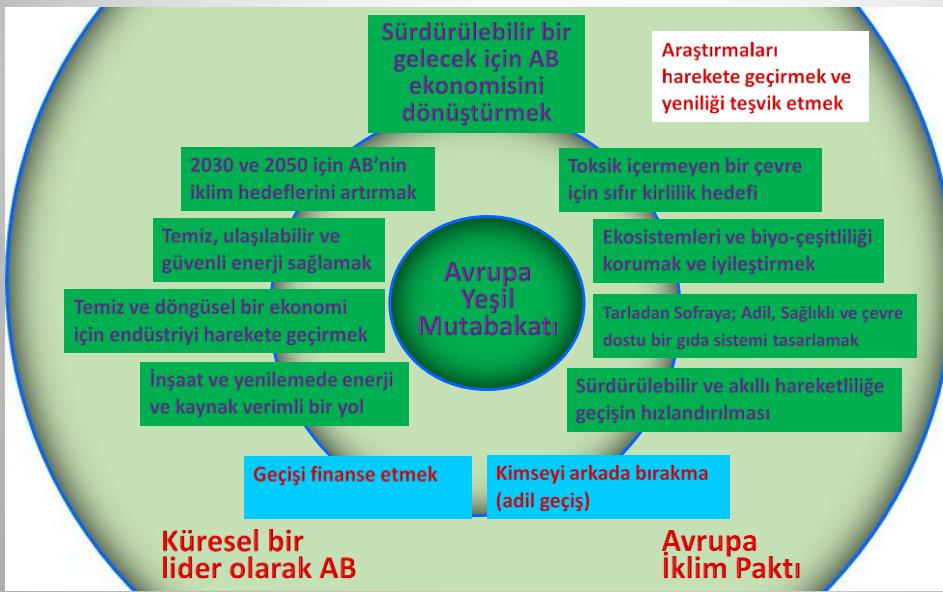 Sürdürülebilir bir
gelecek için AB
ekonomisini
dönüştürmek
Araştırmaları
harekete geçirmek ve
yeniliği teşvik etmek
2030 ve 2050 için AB’nin
iklim hedeflerini artırmak
Toksik içermeyen bir çevre
için sıfır kirlilik hedefi
Temiz, ulaşılabilir ve
güvenli enerji sağlamak
Ekosistemleri ve biyo-çeşitliliği
korumak ve iyileştirmek
Avrupa
Yeşil
Mutabakatı
Temiz ve döngüsel bir ekonomi
için endüstriyi harekete geçirmek
Tarladan Sofraya; Adil, Sağlıklı ve çevre
dostu bir gıda sistemi tasarlamak
İnşaat ve yenilemede enerji
ve kaynak verimli bir yol
Sürdürülebilir ve akıllı hareketliliğe
geçişin hızlandırılması
Geçişi finanse etmek
Kimseyi arkada bırakma
(adil geçiş)
Küresel bir
lider olarak AB
Avrupa
İklim Paktı